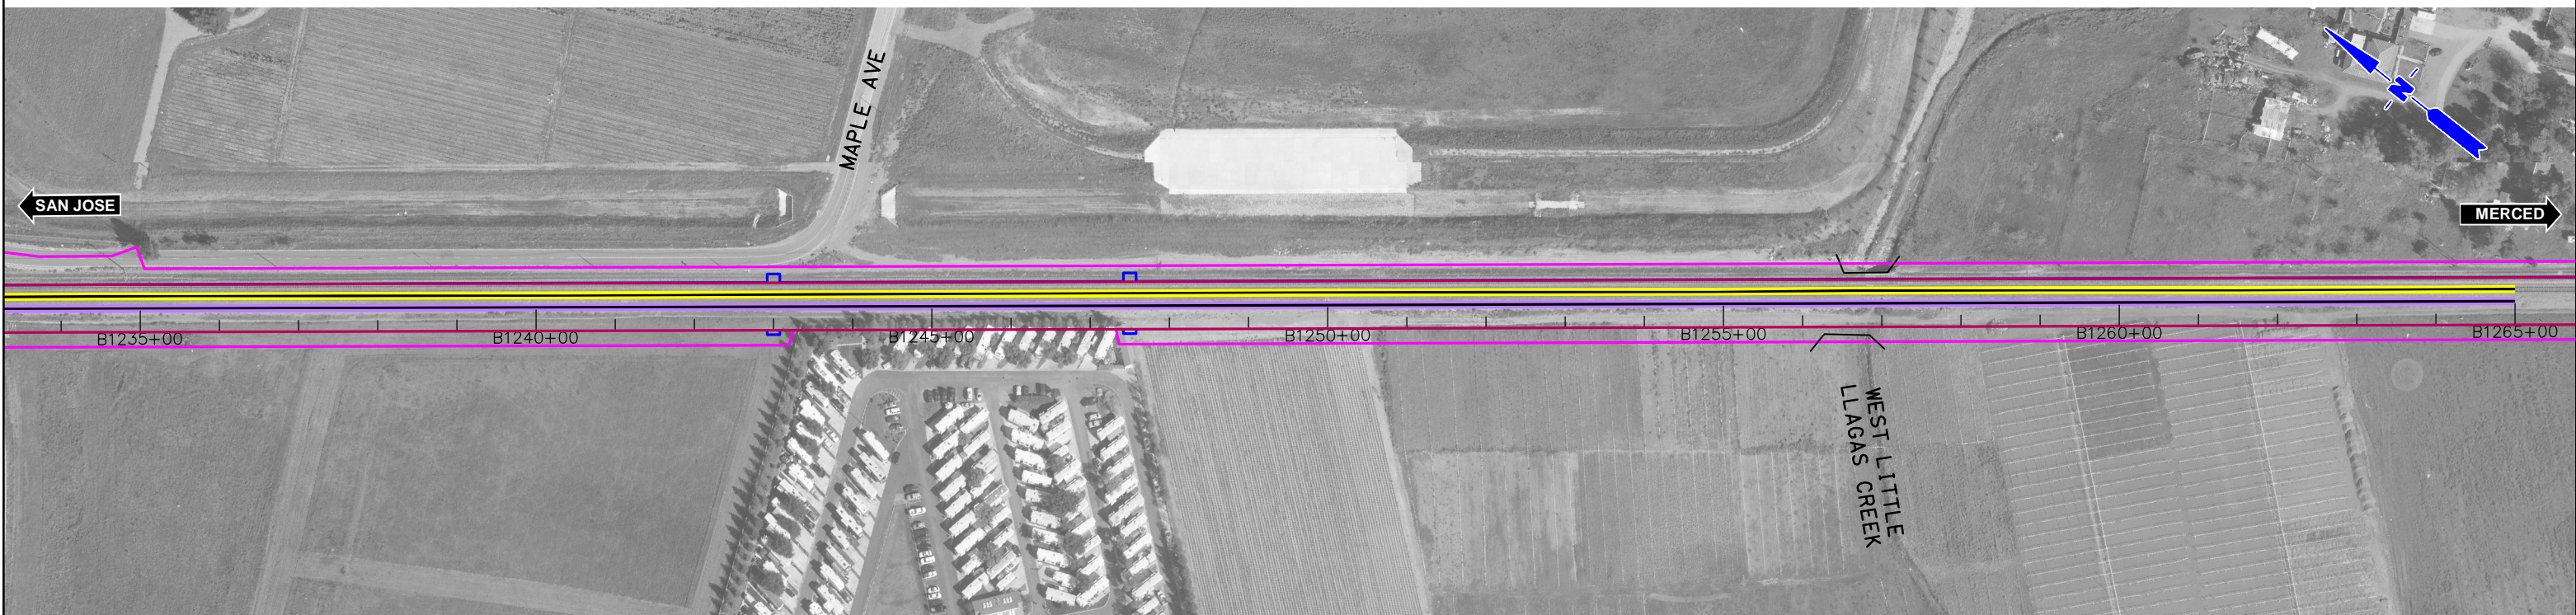 MAPLE AVE
N
SAN JOSE
MERCED
B1235+00
B1240+00
B1245+00
B1250+00
B1255+00
B1260+00
B1265+00
WEST LITTLE
LLAGAS CREEK